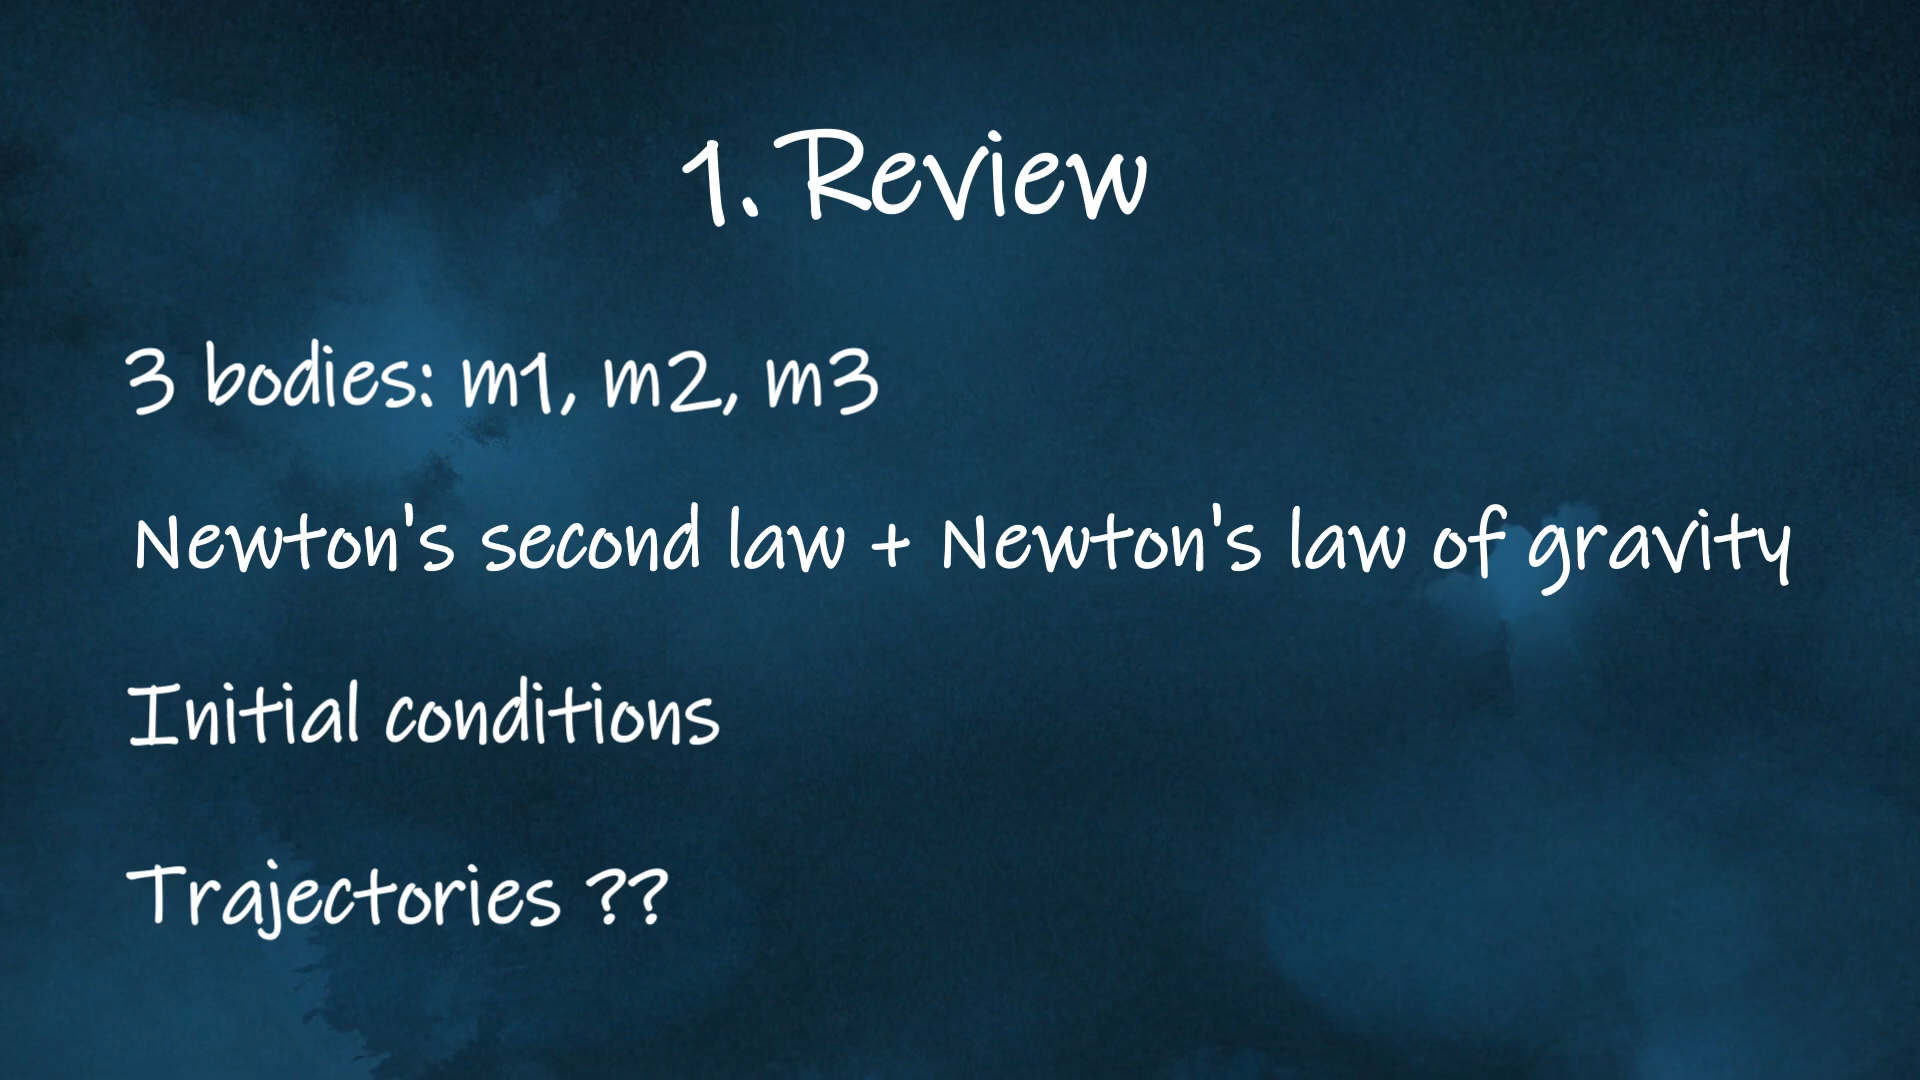 1. Review
3 bodies: m1, m2, m3
Newton's second law + Newton's law of gravity
Initial conditions
Trajectories ??